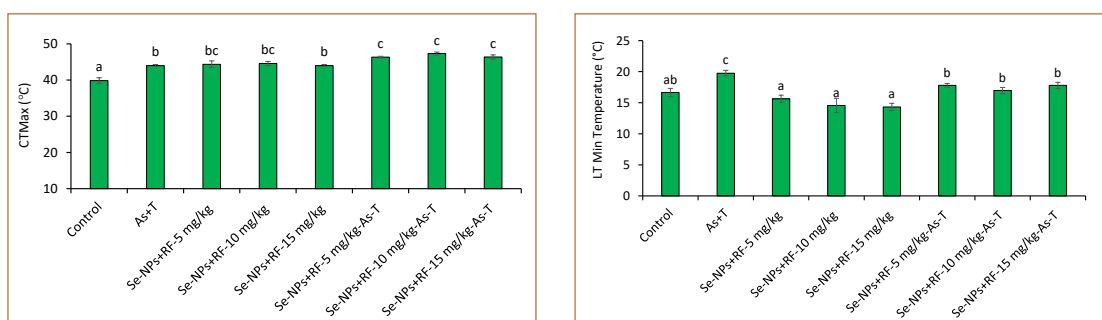 50
40
30
20
10
CTMax (°C)
a
b
bc
bc
b
c
c
c
Control
As+T
Se-NPs+RF-5 mg/kg
Se-NPs+RF-10 mg/kg
Se-NPs+RF-15 mg/kg
Se-NPs+RF-5 mg/kg-As-T
Se-NPs+RF-10 mg/kg-As-T
Se-NPs+RF-15 mg/kg-As-T
25
20
15
10
5
0
LT Min Temperature (°C)
ab
c
a
a
a
b
b
b
Control
As+T
Se-NPs+RF-5 mg/kg
Se-NPs+RF-10 mg/kg
Se-NPs+RF-15 mg/kg
Se-NPs+RF-5 mg/kg-As-T
Se-NPs+RF-10 mg/kg-As-T
Se-NPs+RF-15 mg/kg-As-T